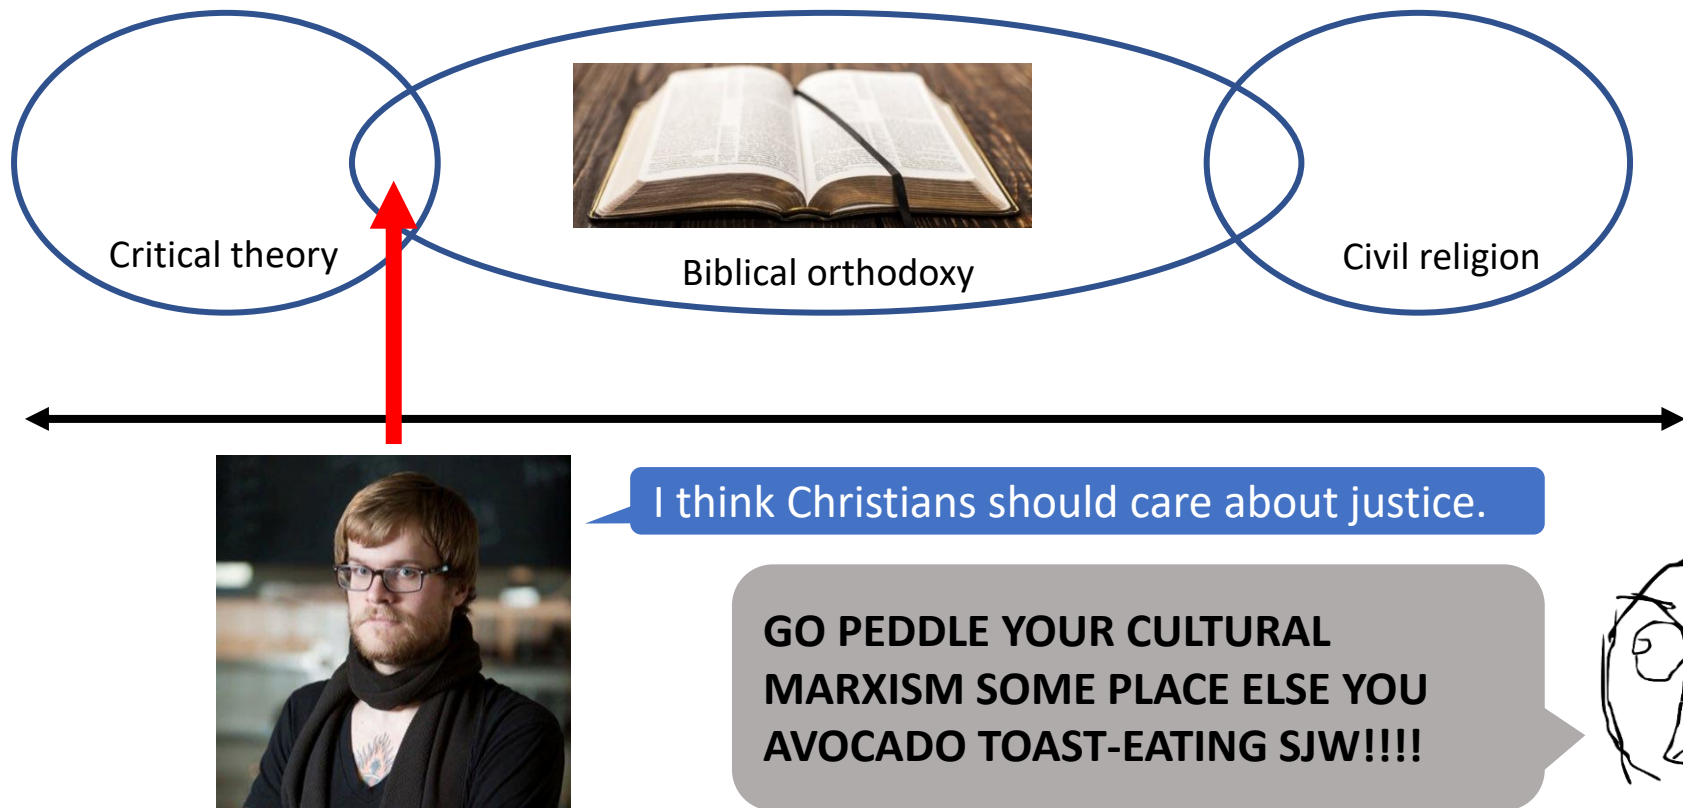 Critical theory
Biblical orthodoxy
Civil religion
I think Christians should care about justice.
GO PEDDLE YOUR CULTURAL
MARXISM SOME PLACE ELSE YOU
AVOCADO TOAST-EATING SJW!!!!